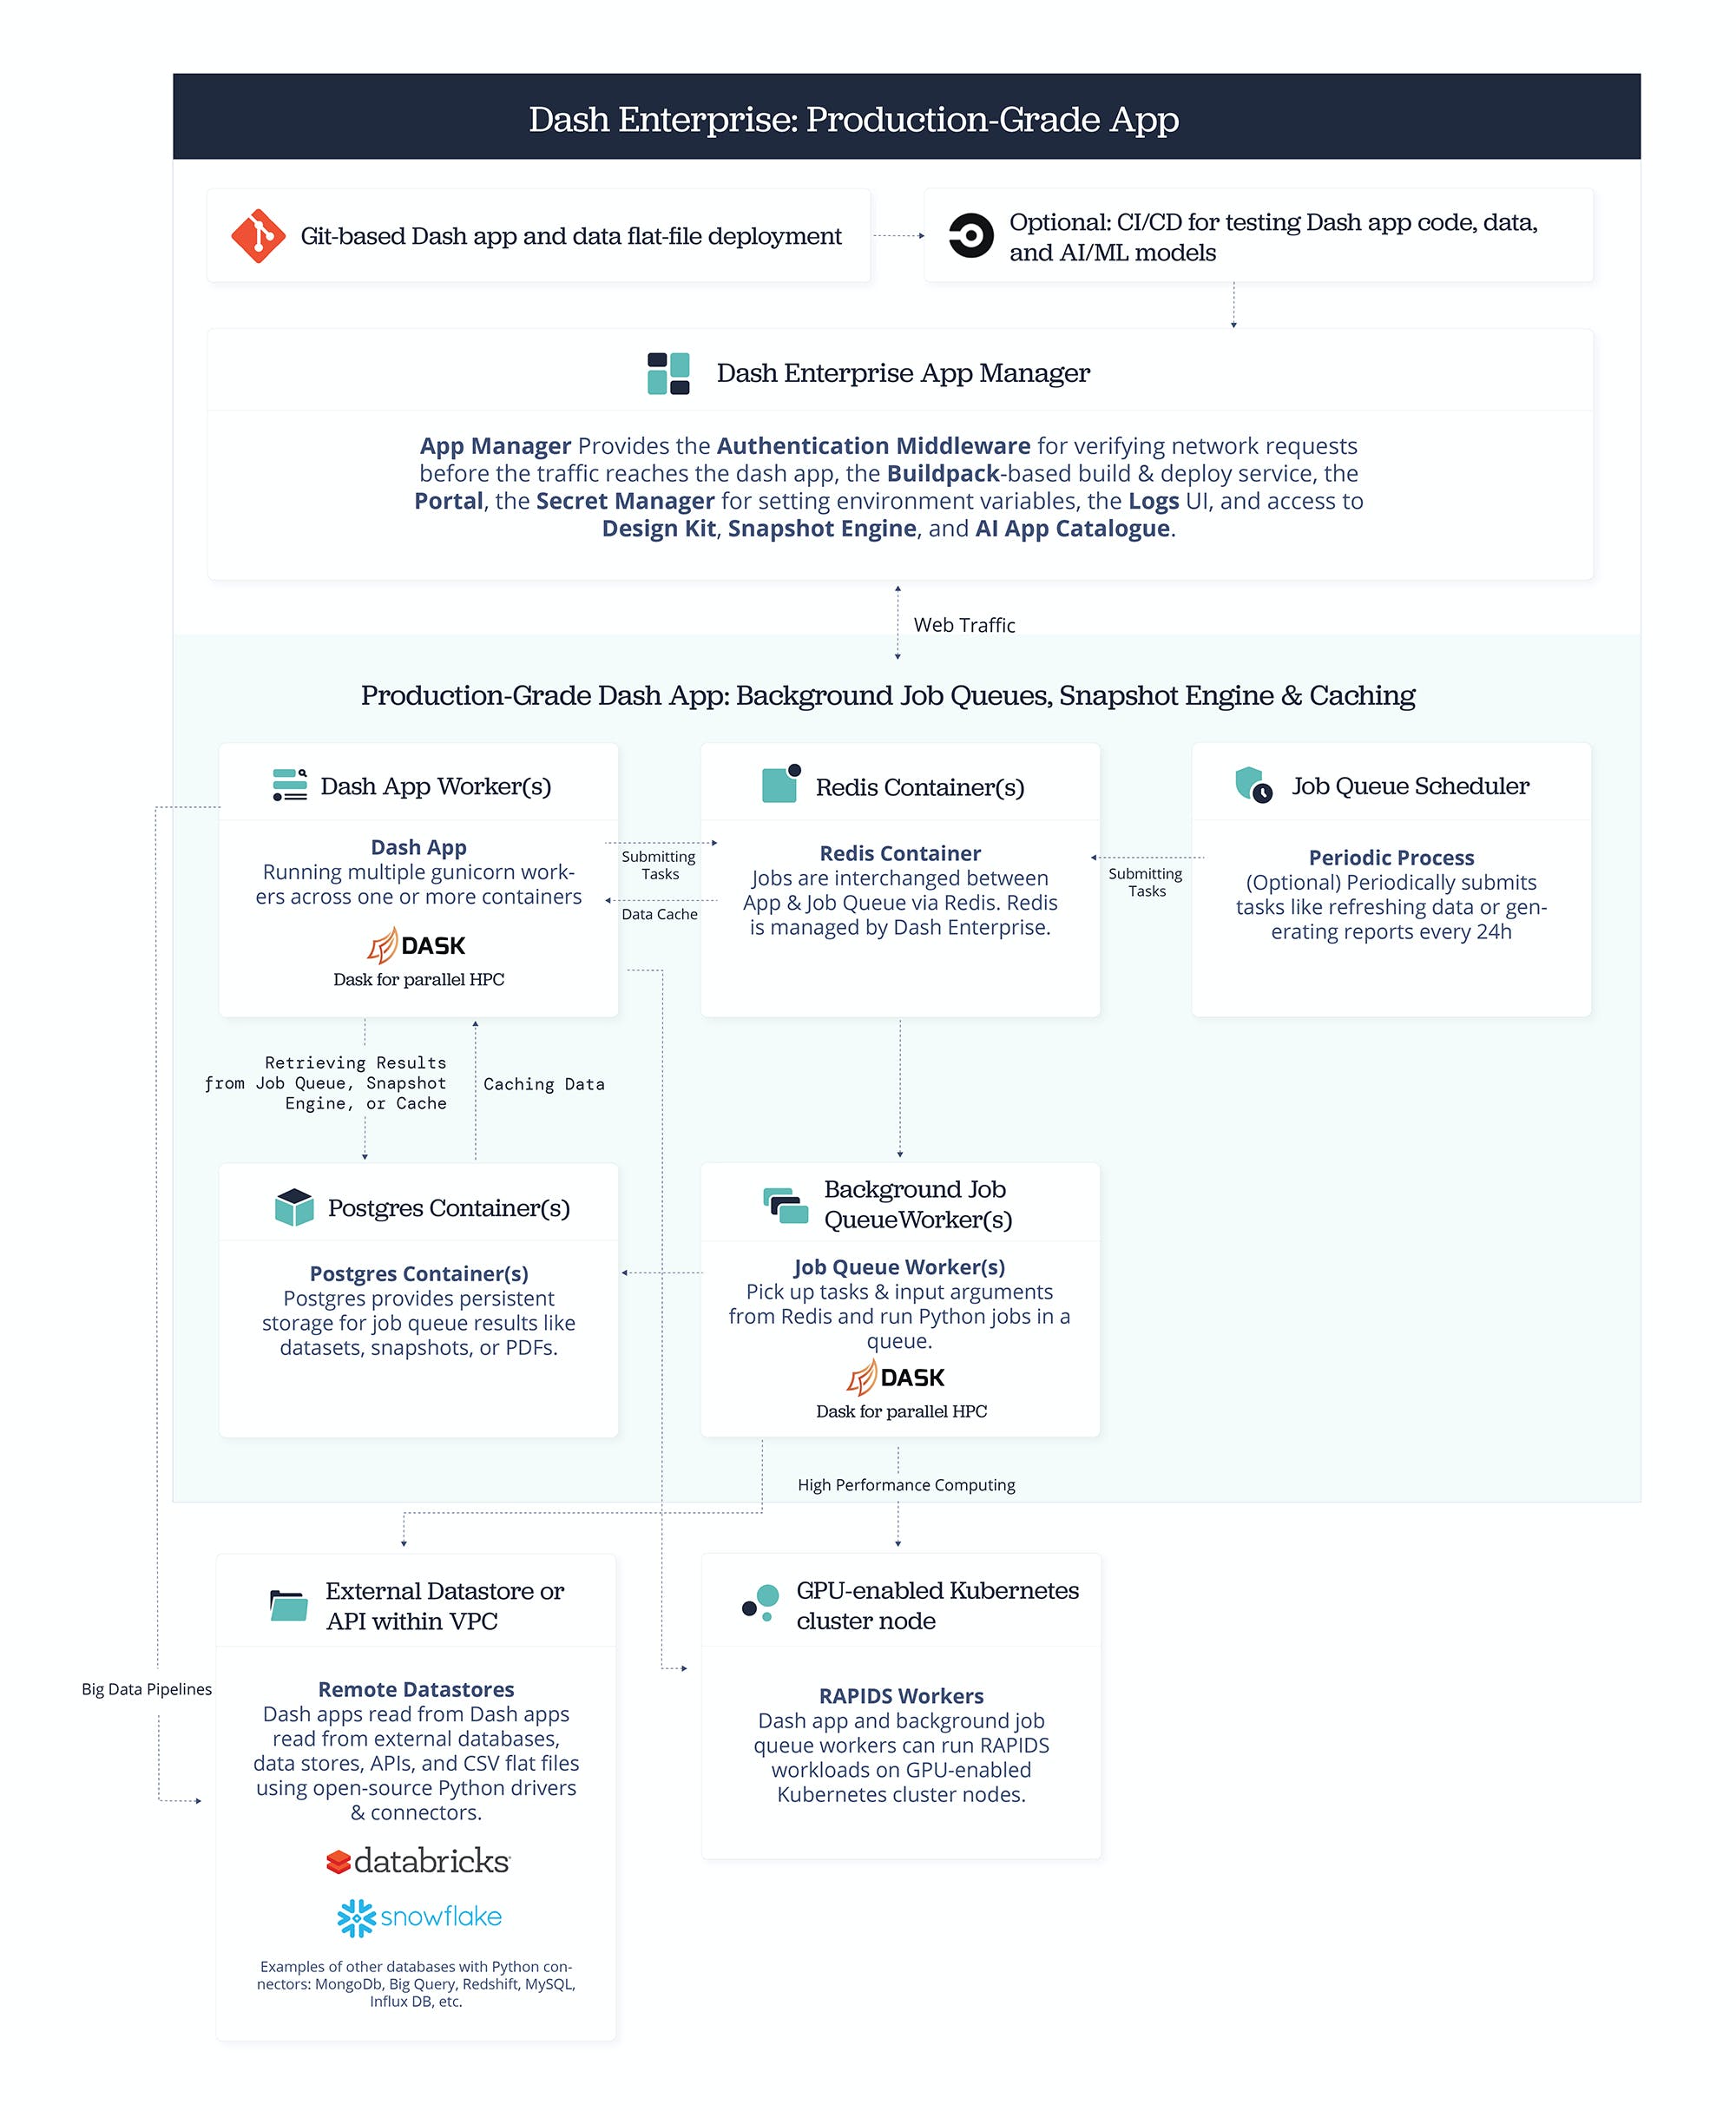 Dash Enterprise: Production-Grade App
Git-based Dash app and data flat-file deployment
Optional: CI/CD for testing Dash app code, data,
and AI/ML models
Dash Enterprise App Manager
App Manager Provides the Authentication Middleware for verifying network requests
before the traffic reaches the dash app, the Buildpack-based build & deploy service, the
Portal, the Secret Manager for setting environment variables, the Logs UI, and access to
Design Kit, Snapshot Engine, and AI App Catalogue.
Web Traffic
Production-Grade Dash App: Background Job Queues, Snapshot Engine & Caching
Dash App Worker(s)
Dash App
Running multiple gunicorn work-
ers across one or more containers
DASK
Dask for parallel HPC
Submitting
Tasks
Data Cache
Redis Container(s)
Redis Container
Jobs are interchanged between
App & Job Queue via Redis. Redis
is managed by Dash Enterprise.
Submitting
Tasks
Job Queue Scheduler
Periodic Process
(Optional) Periodically submits
tasks like refreshing data or gen-
erating reports every 24h
Retrieving Results
from Job Queue, Snapshot
Engine, or Cache
Caching Data
Postgres Container(s)
Postgres Container(s)
Postgres provides persistent
storage for job queue results like
datasets, snapshots, or PDFs.
Background Job
QueueWorker(s)
Job Queue Worker(s)
Pick up tasks & input arguments
from Redis and run Python jobs in a
queue.
DASK
Dask for parallel HPC
High Performance Computing
Big Data Pipelines
External Datastore or
API within VPC
Remote Datastores
Dash apps read from Dash apps
read from external databases,
data stores, APIs, and CSV flat files
using open-source Python drivers
& connectors.
databricks
snowflake
Examples of other databases with Python con-
nectors: MongoDb, Big Query, Redshift, MySQL,
Influx DB, etc.
GPU-enabled Kubernetes
cluster node
RAPIDS Workers
Dash app and background job
queue workers can run RAPIDS
workloads on GPU-enabled
Kubernetes cluster nodes.